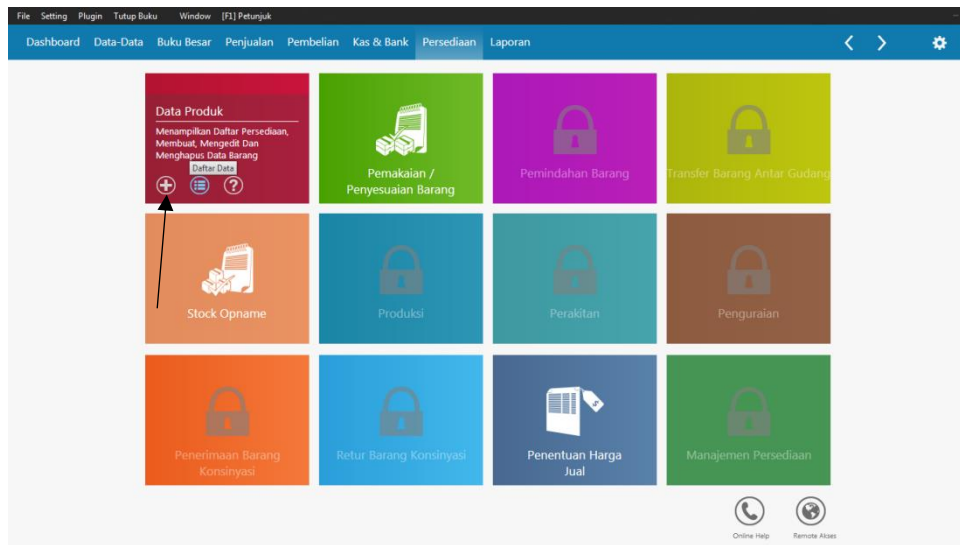 File Setting Plugin Tutup Buku Window [F1] Petunjuk
Dashboard Data-Data Buku Besar Penjualan Pembelian Kas & Bank Persediaan Laporan
Data Produk
Menampilkan Daftar Persediaan,
Membuat, Mengedit Dan
Menghapus Data Barang
Daftar Data
Pemakaian /
Penyesuaian Barang
Pemindahan Barang
Transfer Barang Antar Gudang
Stock Opname
Produksi
Perakitan
Penguraian
Penerimaan Barang
Konsinyasi
Retur Barang Konsinyasi
Penentuan Harga
Jual
Manajemen Persediaan
Online Help
Remote Akses